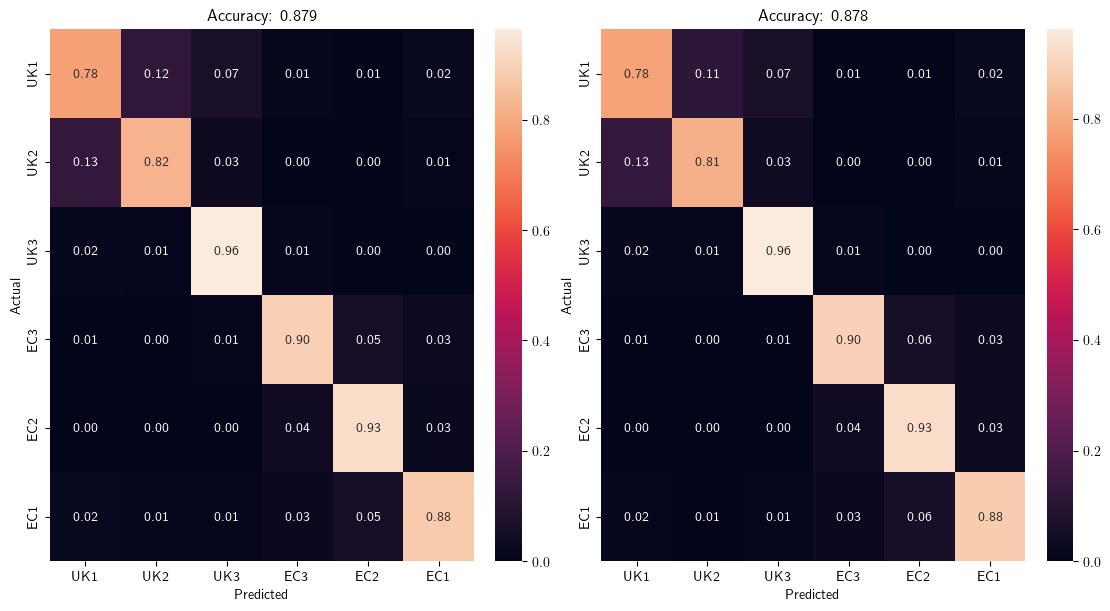 Accuracy: 0.879
UK1 0.78 0.12 0.07 0.01 0.01 0.02
UK2 0.13 0.82 0.03 0.00 0.00 0.01
UK3 0.02 0.01 0.96 0.01 0.00 0.00
EC3 0.01 0.00 0.01 0.90 0.05 0.03
EC2 0.00 0.00 0.00 0.04 0.93 0.03
EC1 0.02 0.01 0.01 0.03 0.05 0.88
UK1 UK2 UK3 EC3 EC2 EC1
Predicted
Actual
0.8
0.6
0.4
0.2
0.0
Accuracy: 0.878
UK1 0.78 0.11 0.07 0.01 0.01 0.02
UK2 0.13 0.81 0.03 0.00 0.00 0.01
UK3 0.02 0.01 0.96 0.01 0.00 0.00
EC3 0.01 0.00 0.01 0.90 0.06 0.03
EC2 0.00 0.00 0.00 0.04 0.93 0.03
EC1 0.02 0.01 0.01 0.03 0.06 0.88
UK1 UK2 UK3 EC3 EC2 EC1
Predicted
Actual
0.8
0.6
0.4
0.2
0.0